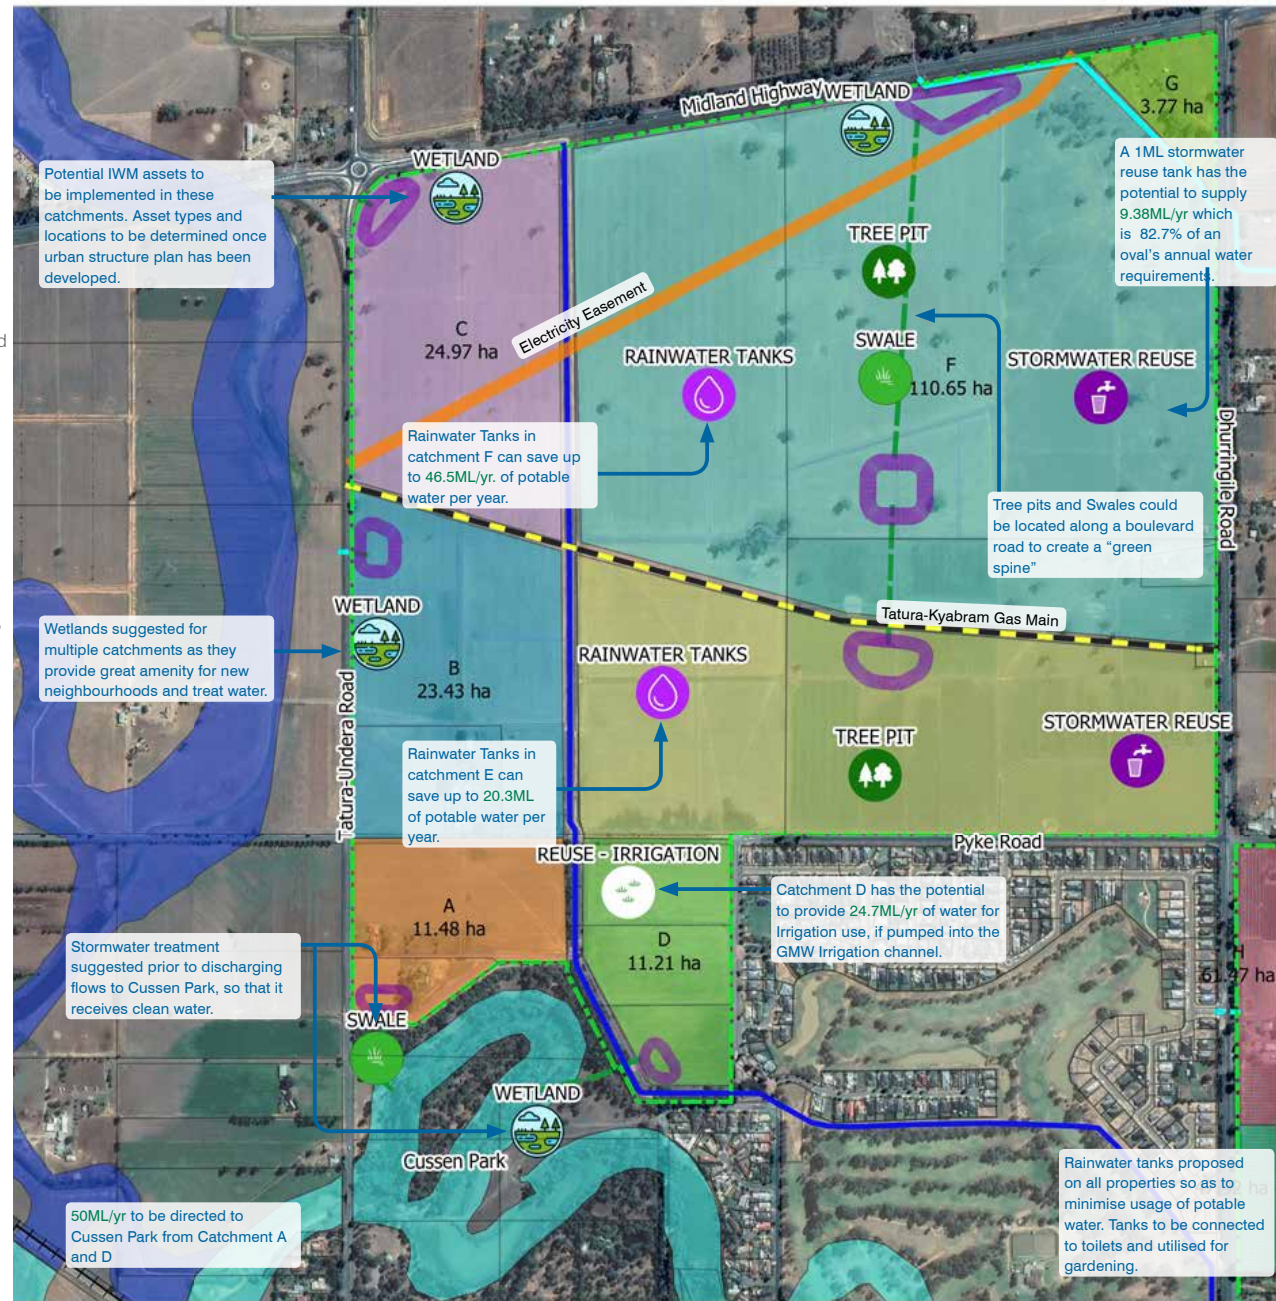 Midland Highway
WETLAND
G
3.77 ha
WETLAND
Potential IWM assets to
be implemented in these
catchments. Asset types and
locations to be determined once
urban structure plan has been
developed.
A 1ML stormwater
reuse tank has the
potential to supply
9.38ML/yr which
is 82.7% of an
oval's annual water
requirements.
TREE PIT
Electricity Easement
C
24.97 ha
RAINWATER TANKS
SWALE
F
110.65 ha
STORMWATER REUSE
Rainwater Tanks in
catchment F can save up
to 46.5ML/yr. of potable
water per year.
Dhurringile Road
Tree pits and Swales could
be located along a boulevard
road to create a "green
spine"
WETLAND
Tatura-Kyabram Gas Main
Wetlands suggested for
multiple catchments as they
provide great amenity for new
neighbourhoods and treat water.
B
23.43 ha
RAINWATER TANKS
Tatura-Undera Road
TREE PIT
STORMWATER REUSE
Rainwater Tanks in
catchment E can
save up to 20.3ML
of potable water per
year.
REUSE - IRRIGATION
Pyke Road
A
11.48 ha
Catchment D has the potential
to provide 24.7ML/yr of water for
Irrigation use, if pumped into the
GMW Irrigation channel.
D
11.21 ha
H
61.47 ha
Stormwater treatment
suggested prior to discharging
flows to Cussen Park, so that it
receives clean water.
SWALE
WETLAND
Cussen Park
Rainwater tanks proposed
on all properties so as to
minimise usage of potable
water. Tanks to be connected
to toilets and utilised for
gardening.
50ML/yr to be directed to
Cussen Park from Catchment A
and D